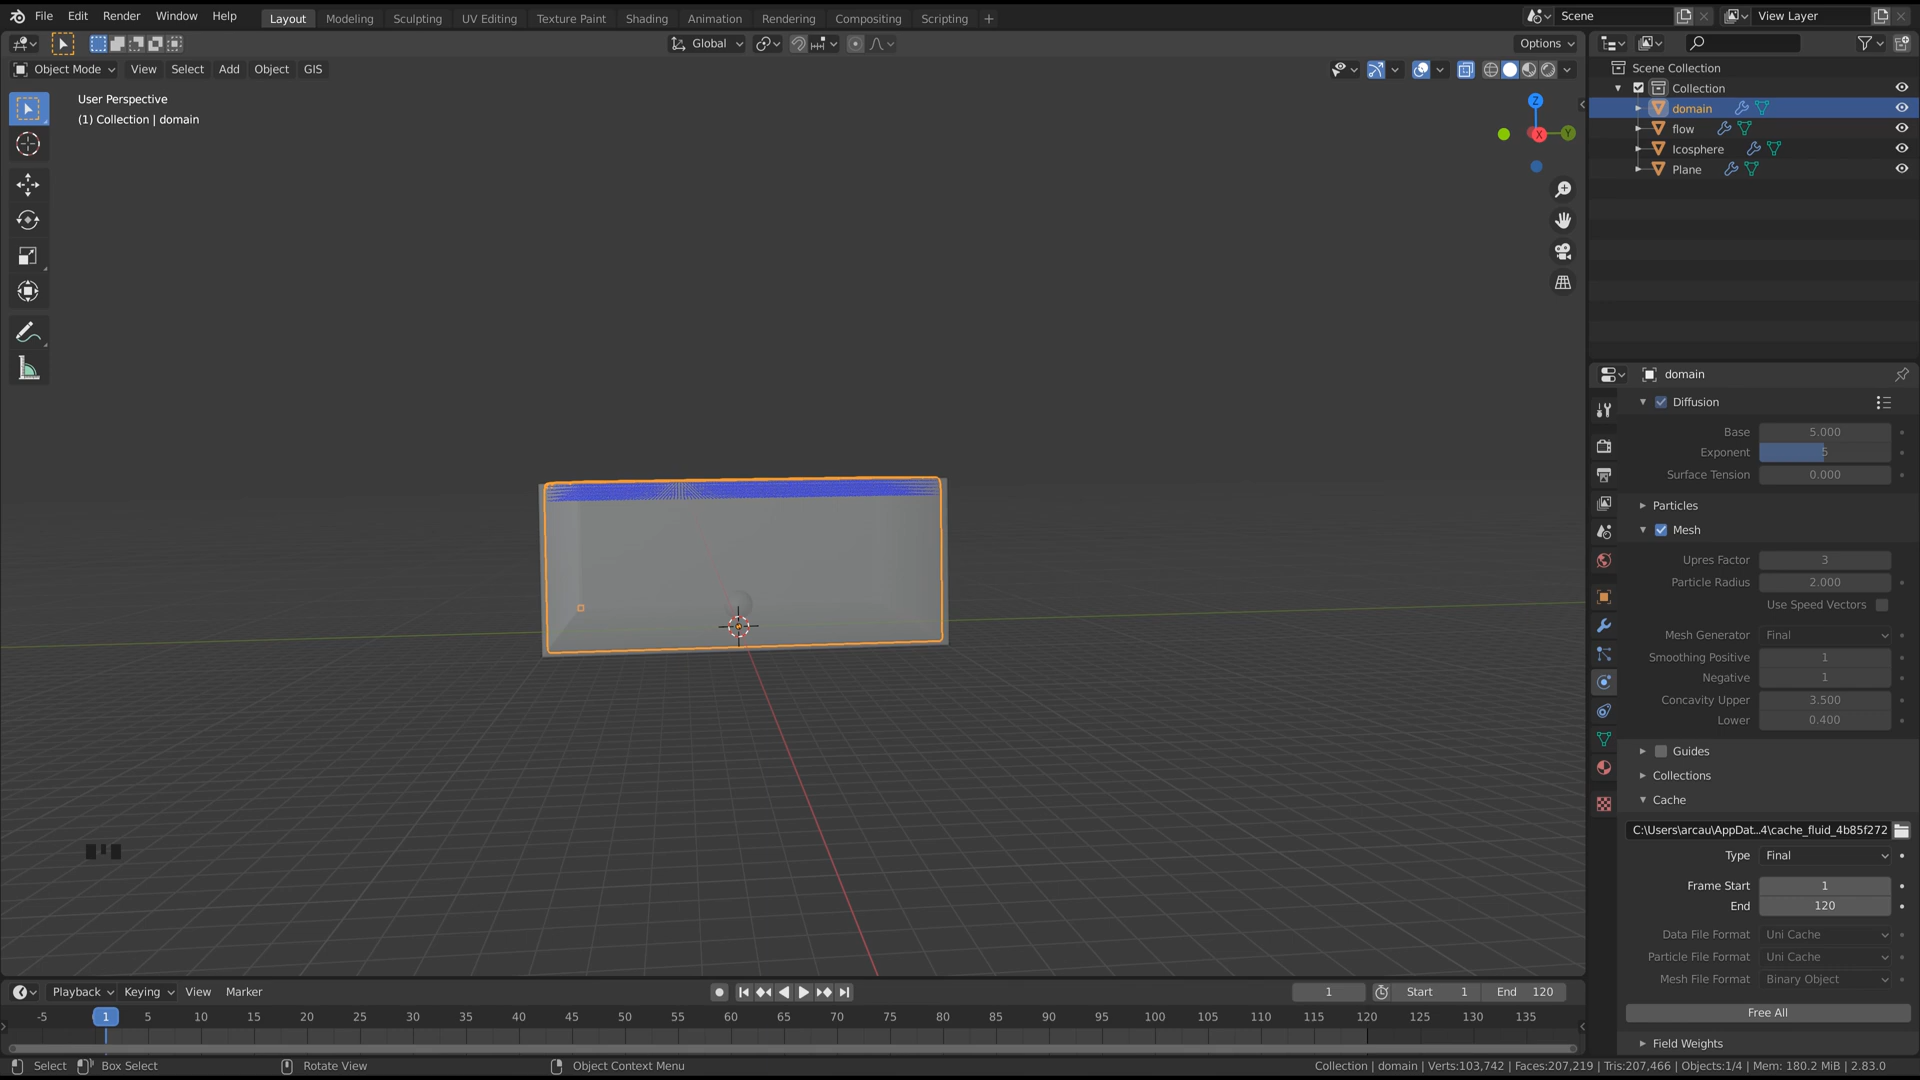 File Edit Render Window Help Layout Modeling Sculpting UV Editing Texture Paint Shading Animation Rendering Compositing Scripting + Scene View Layer
Global Options
Object Mode View Select Add Object GIS
User Perspective
(1) Collection | domain
Z
X
Y
Scene Collection
Collection
domain
flow
Icosphere
Plane
domain
Diffusion
Base 5.000
Exponent 5
Surface Tension 0.000
Particles
Mesh
Upres Factor 3
Particle Radius 2.000
Use Speed Vectors
Mesh Generator Final
Smoothing Positive 1
Negative 1
Concavity Upper 3.500
Lower 0.400
Guides
Collections
Cache
C:\Users\arcau\AppDat...4\cache_fluid_4b85f272
Type Final
Frame Start 1
End 120
Data File Format Uni Cache
Particle File Format Uni Cache
Mesh File Format Binary Object
Free All
Field Weights
Playback Keying View Marker 1 Start 1 End 120
-5 1 5 10 15 20 25 30 35 40 45 50 55 60 65 70 75 80 85 90 95 100 105 110 115 120 125 130 135
Select Box Select Rotate View Object Context Menu Collection | domain | Verts:103,742 | Faces:207,219 | Tris:207,466 | Objects:1/4 | Mem: 180.2 MiB | 2.83.0